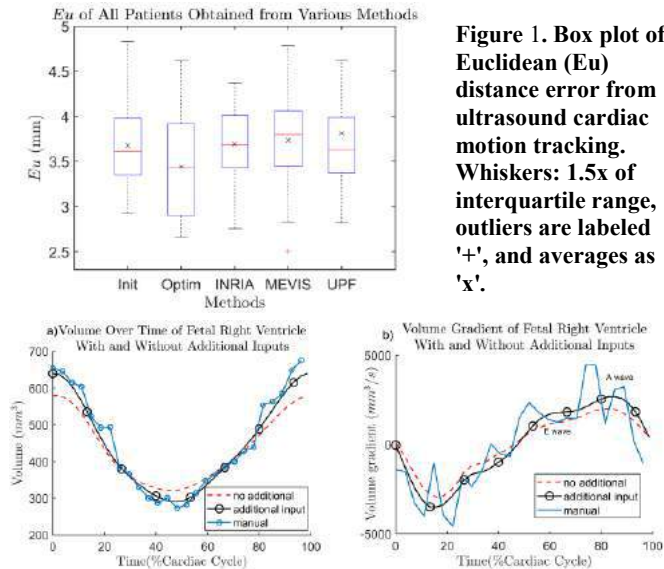 Eu of All Patients Obtained from Various Methods
5
4.5
4
3.5
3
2.5
Eu (mm)
Init Optim INRIA MEVIS UPF
Methods
Figure 1. Box plot of
Euclidean (Eu)
distance error from
ultrasound cardiac
motion tracking.
Whiskers: 1.5x of
interquartile range,
outliers are labeled
'+', and averages as
'x'.
a)Volume Over Time of Fetal Right Ventricle
With and Without Additional Inputs
700
600
500
400
300
200
Volume (mm³)
no additional
additional input
manual
0 20 40 60 80 100
Time(%Cardiac Cycle)
b) Volume Gradient of Fetal Right Ventricle
With and Without Additional Inputs
5000
0
-5000
Volume gradient (mm³/s)
A wave
E wave
no additional
additional input
manual
0 20 40 60 80 100
Time(%Cardiac Cycle)